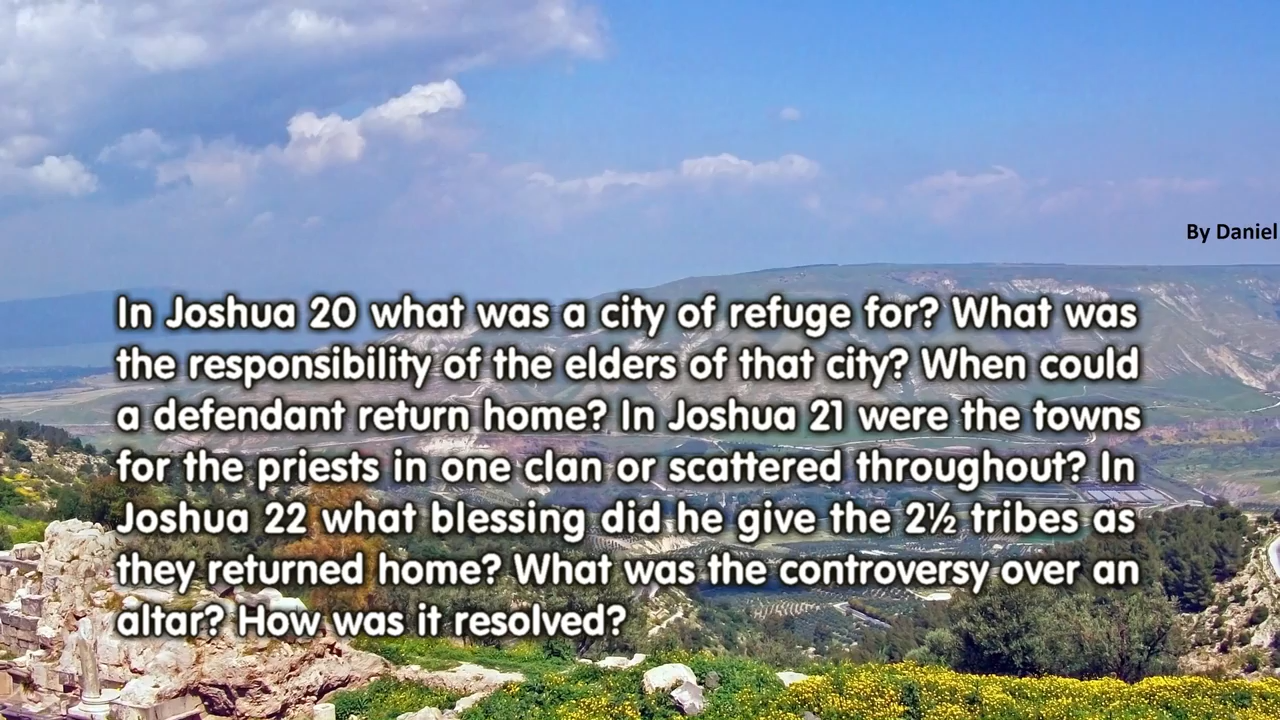 By Daniel
In Joshua 20 what was a city of refuge for? What was
the responsibility of the elders of that city? When could
a defendant return home? In Joshua 21 were the towns
for the priests in one clan or scattered throughout? In
Joshua 22 what blessing did he give the 2½ tribes as
they returned home? What was the controversy over an
altar? How was it resolved?